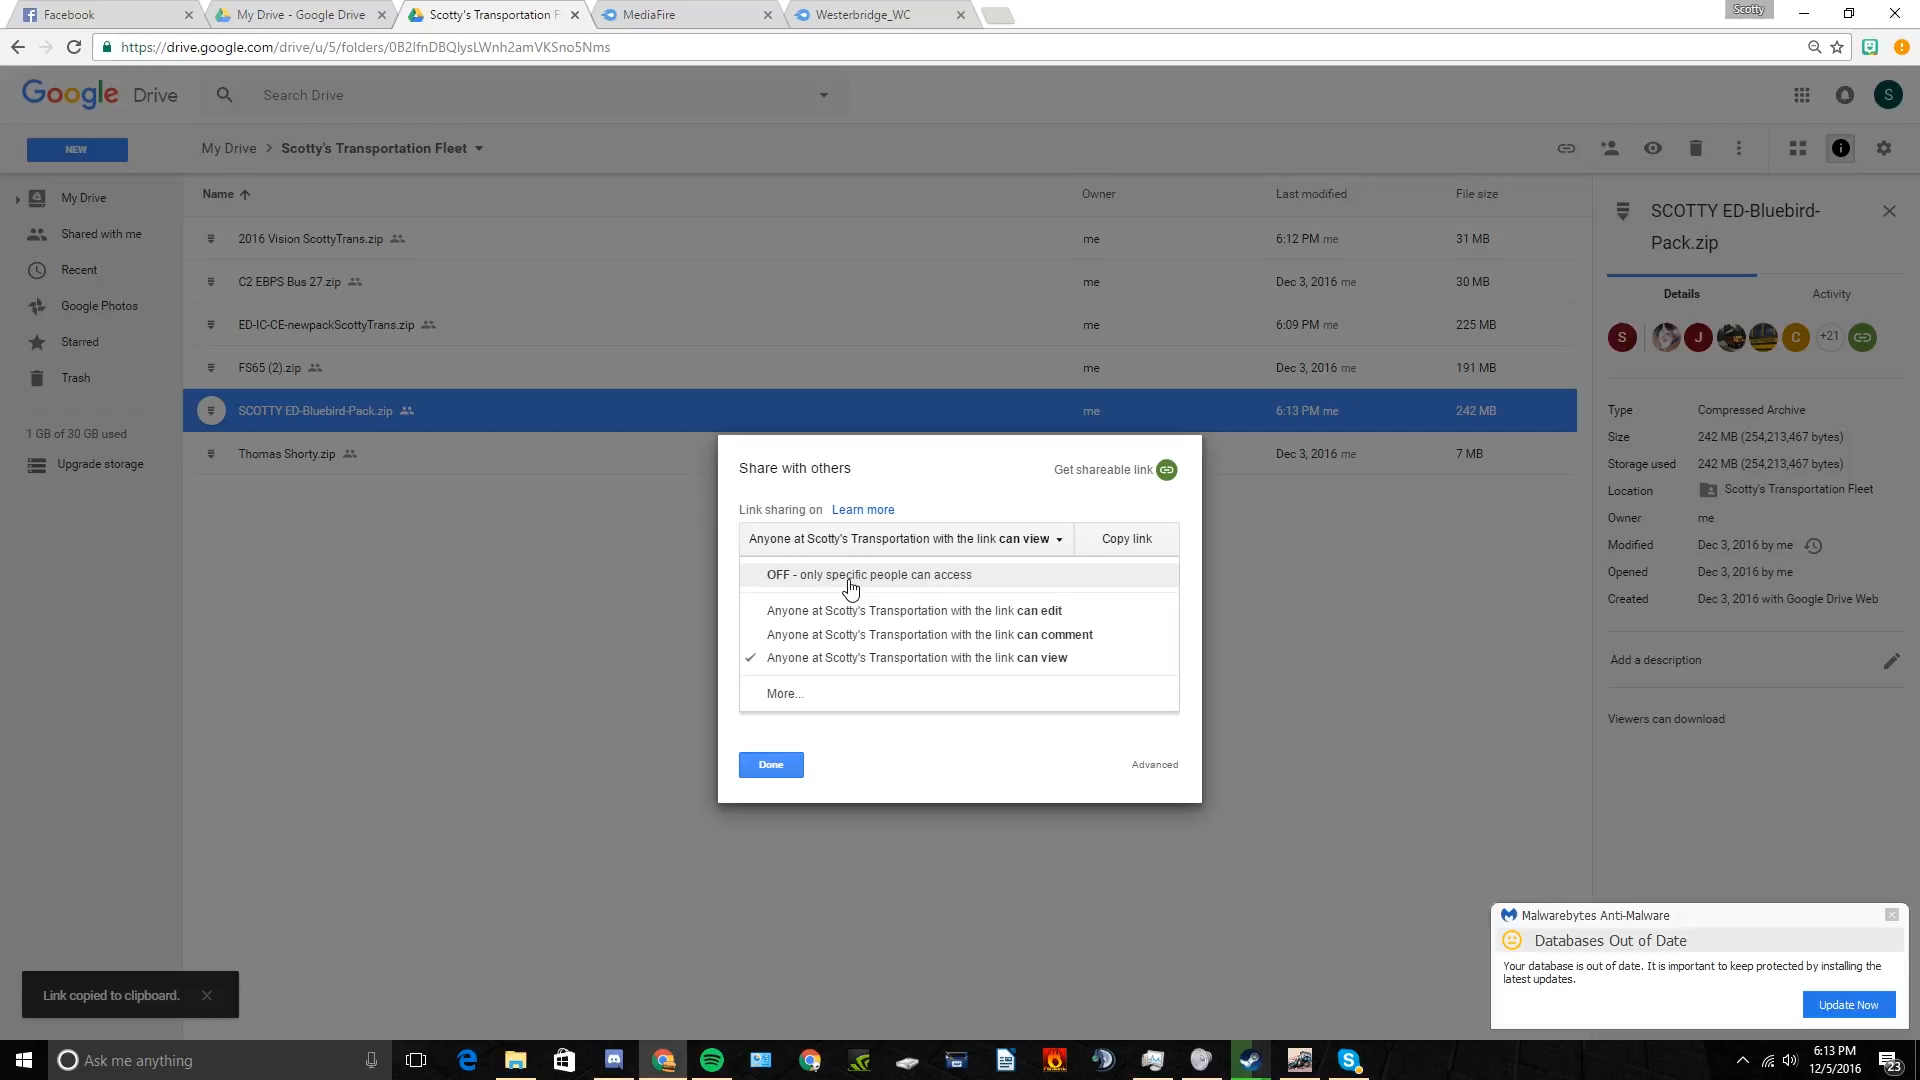 Facebook
My Drive - Google Drive
Scotty's Transportation F
MediaFire
Westerbridge_WC
Scotty
https://drive.google.com/drive/u/5/folders/0B2IfnDBQIysLWnh2amVKSno5Nms
Google Drive
Search Drive
S
NEW
My Drive > Scotty's Transportation Fleet
My Drive
Shared with me
Recent
Google Photos
Starred
Trash
1 GB of 30 GB used
Upgrade storage
Name
Owner
Last modified
File size
2016 Vision ScottyTrans.zip
me
6:12 PM me
31 MB
C2 EBPS Bus 27.zip
me
Dec 3, 2016 me
30 MB
ED-IC-CE-newpackScottyTrans.zip
me
6:09 PM me
225 MB
FS65 (2).zip
me
Dec 3, 2016 me
191 MB
SCOTTY ED-Bluebird-Pack.zip
me
6:13 PM me
242 MB
Thomas Shorty.zip
Dec 3, 2016 me
7 MB
Share with others
Get shareable link
Link sharing on Learn more
Anyone at Scotty's Transportation with the link can view
Copy link
OFF - only specific people can access
Anyone at Scotty's Transportation with the link can edit
Anyone at Scotty's Transportation with the link can comment
Anyone at Scotty's Transportation with the link can view
More...
Done
Advanced
SCOTTY ED-Bluebird-
Pack.zip
Details
Activity
S
J
C
+21
Type Compressed Archive
Size 242 MB (254,213,467 bytes)
Storage used 242 MB (254,213,467 bytes)
Location Scotty's Transportation Fleet
Owner me
Modified Dec 3, 2016 by me
Opened Dec 3, 2016 by me
Created Dec 3, 2016 with Google Drive Web
Add a description
Viewers can download
Malwarebytes Anti-Malware
Databases Out of Date
Your database is out of date. It is important to keep protected by installing the
latest updates.
Update Now
Link copied to clipboard.
Ask me anything
6:13 PM
12/5/2016
23